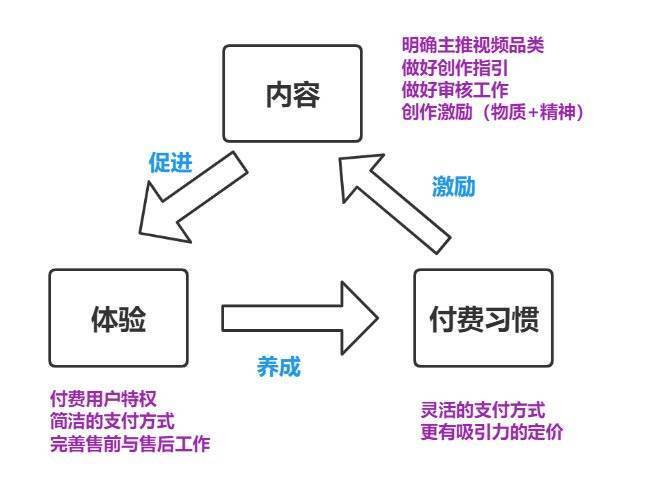 内容
明确主推视频品类
做好创作指引
做好审核工作
创作激励（物质+精神）
促进
激励
体验
付费习惯
养成
付费用户特权
简洁的支付方式
完善售前与售后工作
灵活的支付方式
更有吸引力的定价